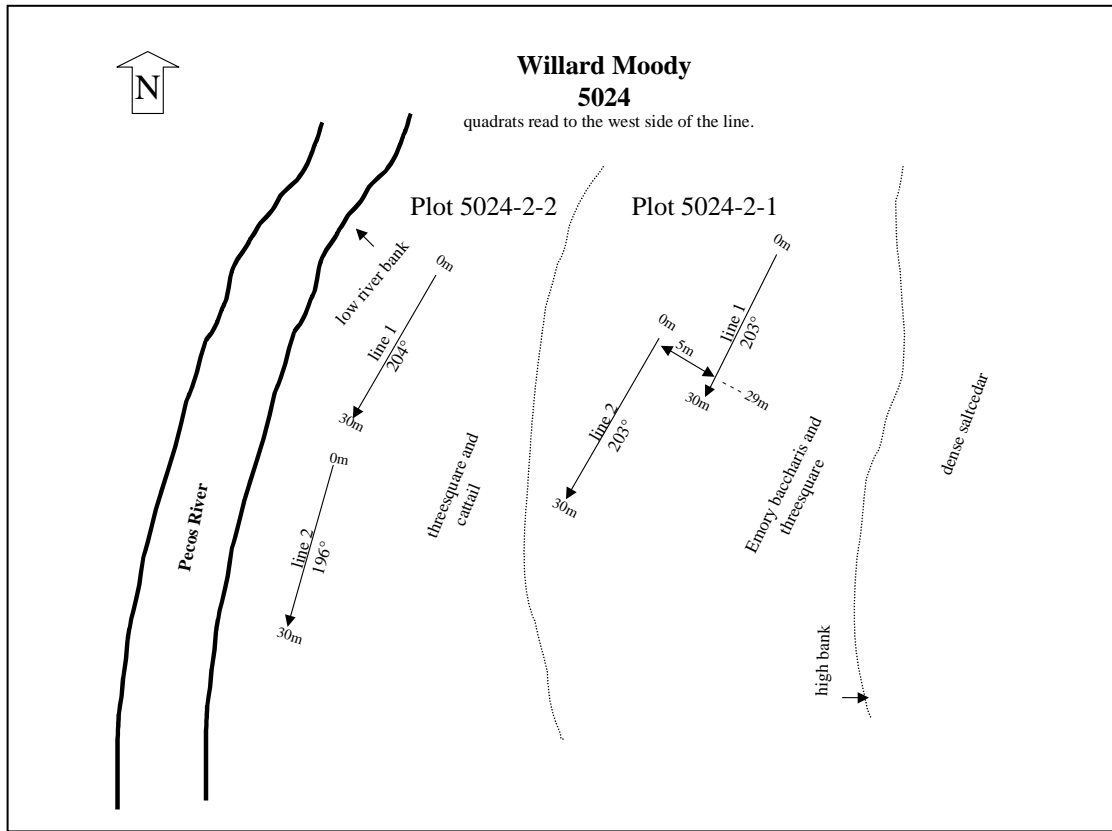 N
Willard Moody
5024
quadrats read to the west side of the line.
Plot 5024-2-2
Plot 5024-2-1
low river bank
0m
line 1
204°
30m
0m
line 2
196°
30m
Pecos River
threesquare and
cattail
0m
line 1
203°
30m
29m
5m
0m
line 2
203°
30m
Emory baccharis and
threesquare
dense saltcedar
high bank